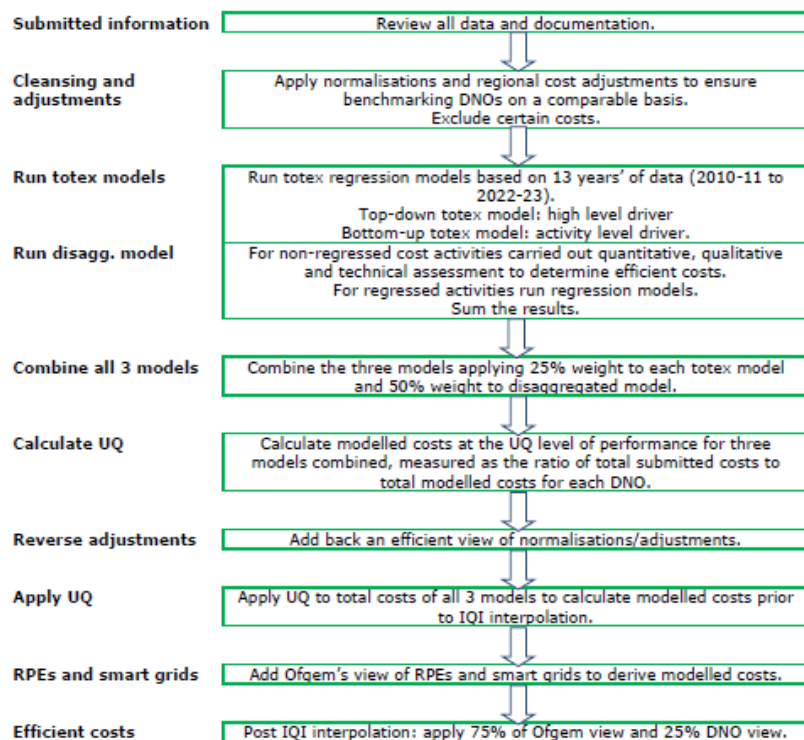 Submitted information
Review all data and documentation.
Cleansing and
adjustments
Apply normalisations and regional cost adjustments to ensure
benchmarking DNOs on a comparable basis.
Exclude certain costs.
Run totex models
Run totex regression models based on 13 years' of data (2010-11 to
2022-23).
Top-down totex model: high level driver
Bottom-up totex model: activity level driver.
Run disagg. model
For non-regressed cost activities carried out quantitative, qualitative
and technical assessment to determine efficient costs.
For regressed activities run regression models.
Sum the results.
Combine all 3 models
Combine the three models applying 25% weight to each totex model
and 50% weight to disaggregated model.
Calculate UQ
Calculate modelled costs at the UQ level of performance for three
models combined, measured as the ratio of total submitted costs to
total modelled costs for each DNO.
Reverse adjustments
Add back an efficient view of normalisations/adjustments.
Apply UQ
Apply UQ to total costs of all 3 models to calculate modelled costs prior
to IQI interpolation.
RPEs and smart grids
Add Ofgem's view of RPEs and smart grids to derive modelled costs.
Efficient costs
Post IQI interpolation: apply 75% of Ofgem view and 25% DNO view.